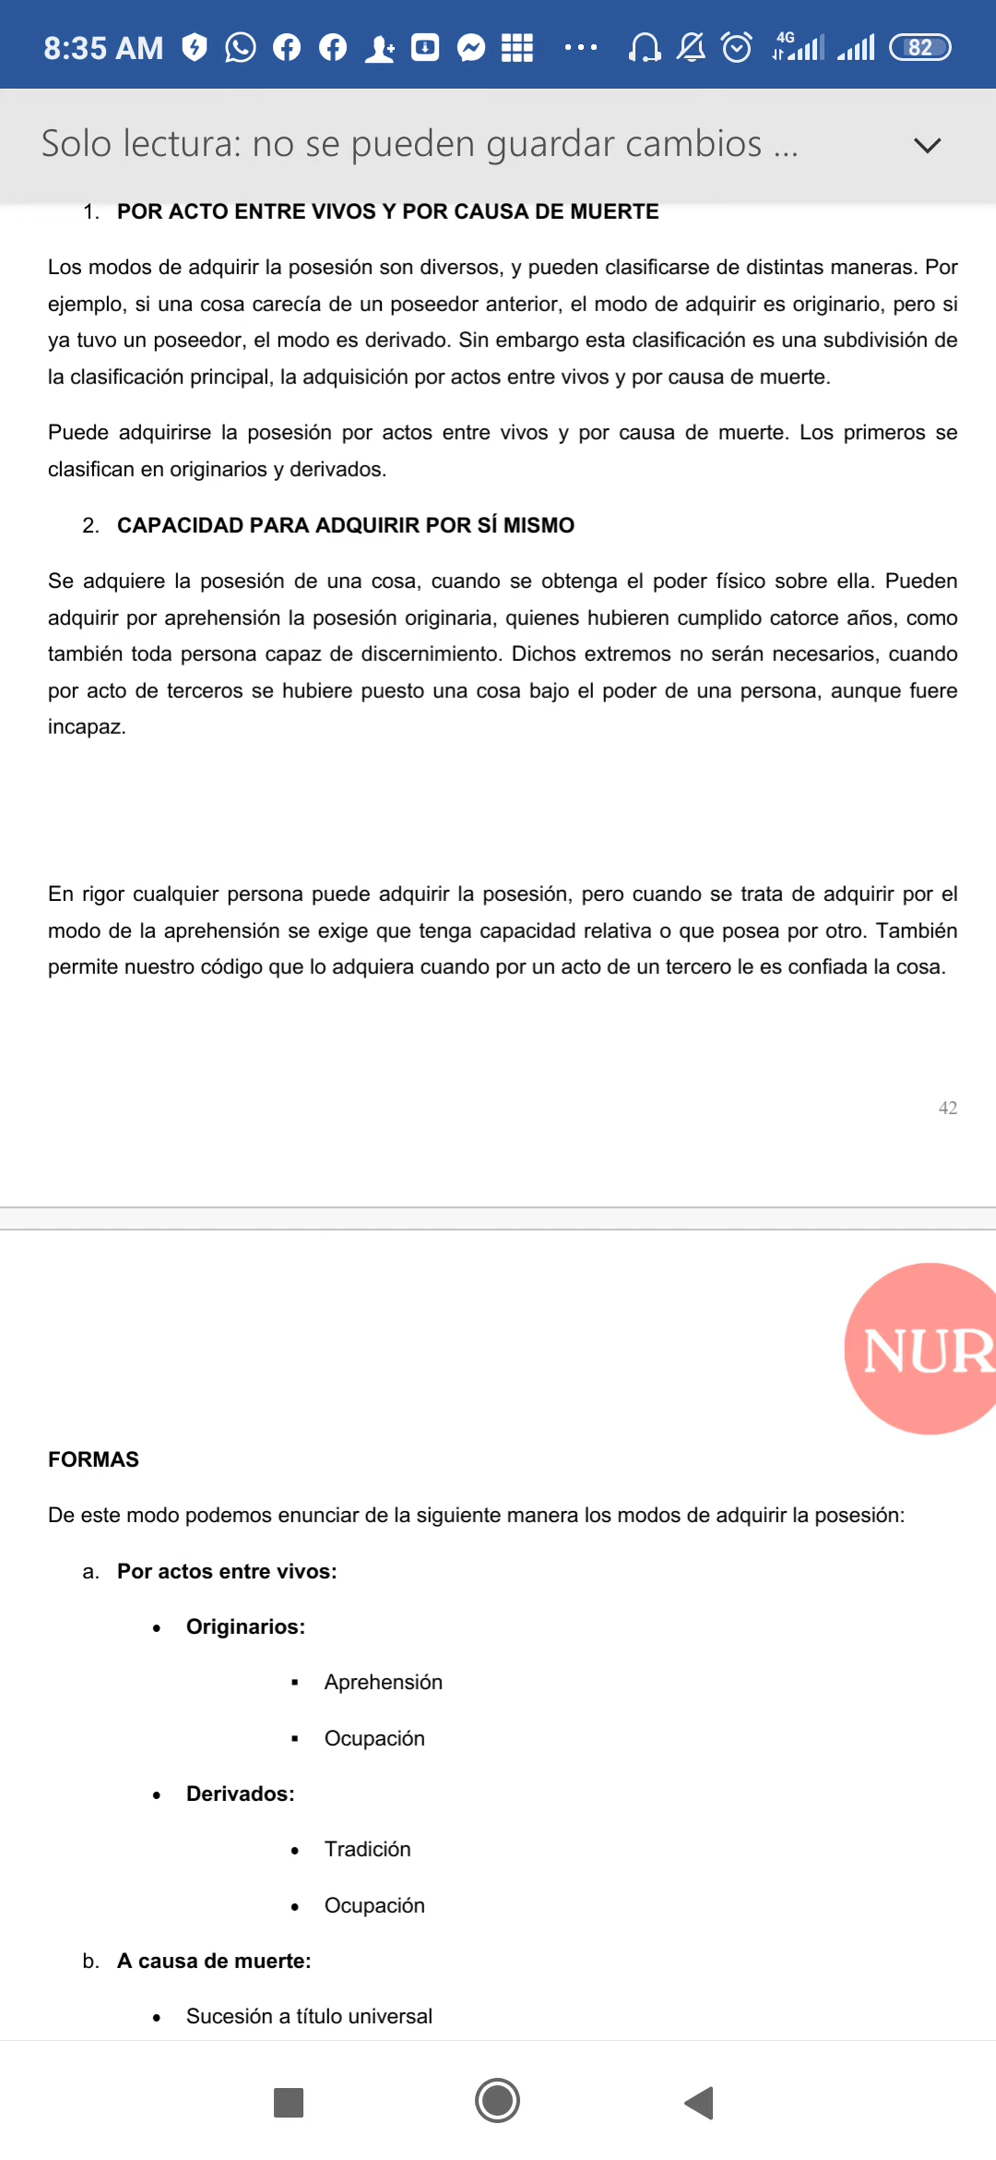 8:35 AM
4G
82
Solo lectura: no se pueden guardar cambios ...
1. POR ACTO ENTRE VIVOS Y POR CAUSA DE MUERTE
Los modos de adquirir la posesión son diversos, y pueden clasificarse de distintas maneras. Por
ejemplo, si una cosa carecía de un poseedor anterior, el modo de adquirir es originario, pero si
ya tuvo un poseedor, el modo es derivado. Sin embargo esta clasificación es una subdivisión de
la clasificación principal, la adquisición por actos entre vivos y por causa de muerte.
Puede adquirirse la posesión por actos entre vivos y por causa de muerte. Los primeros se
clasifican en originarios y derivados.
2. CAPACIDAD PARA ADQUIRIR POR SÍ MISMO
Se adquiere la posesión de una cosa, cuando se obtenga el poder físico sobre ella. Pueden
adquirir por aprehensión la posesión originaria, quienes hubieren cumplido catorce años, como
también toda persona capaz de discernimiento. Dichos extremos no serán necesarios, cuando
por acto de terceros se hubiere puesto una cosa bajo el poder de una persona, aunque fuere
incapaz.
En rigor cualquier persona puede adquirir la posesión, pero cuando se trata de adquirir por el
modo de la aprehensión se exige que tenga capacidad relativa o que posea por otro. También
permite nuestro código que lo adquiera cuando por un acto de un tercero le es confiada la cosa.
42
NUR
FORMAS
De este modo podemos enunciar de la siguiente manera los modos de adquirir la posesión:
a. Por actos entre vivos:
• Originarios:
▪ Aprehensión
▪ Ocupación
• Derivados:
• Tradición
• Ocupación
b. A causa de muerte:
• Sucesión a título universal